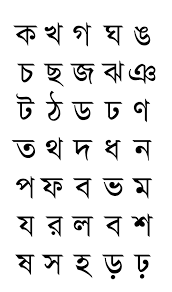 ক খ গ ঘ ঙ
চ ছ জ ঝ ঞ
ট ঠ ড ঢ ণ
ত থ দ ধ ন
প ফ ব ভ ম
য র ল ব শ
ষ স হ ড় ঢ়